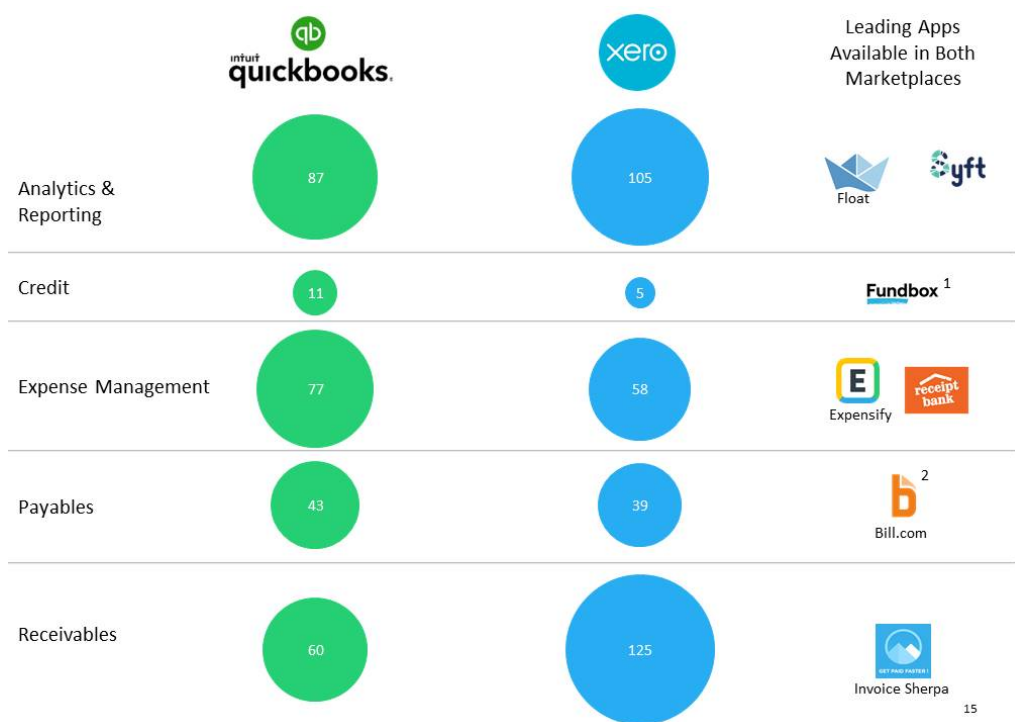 qb
intuit
quickbooks.
xero
Leading Apps
Available in Both
Marketplaces
Analytics &
Reporting
87
105
Float
Syft
Credit
11
5
Fundbox 1
Expense Management
77
58
E
Expensify
receipt
bank
Payables
43
39
b 2
Bill.com
Receivables
60
125
GET PAID FASTER !
Invoice Sherpa
15